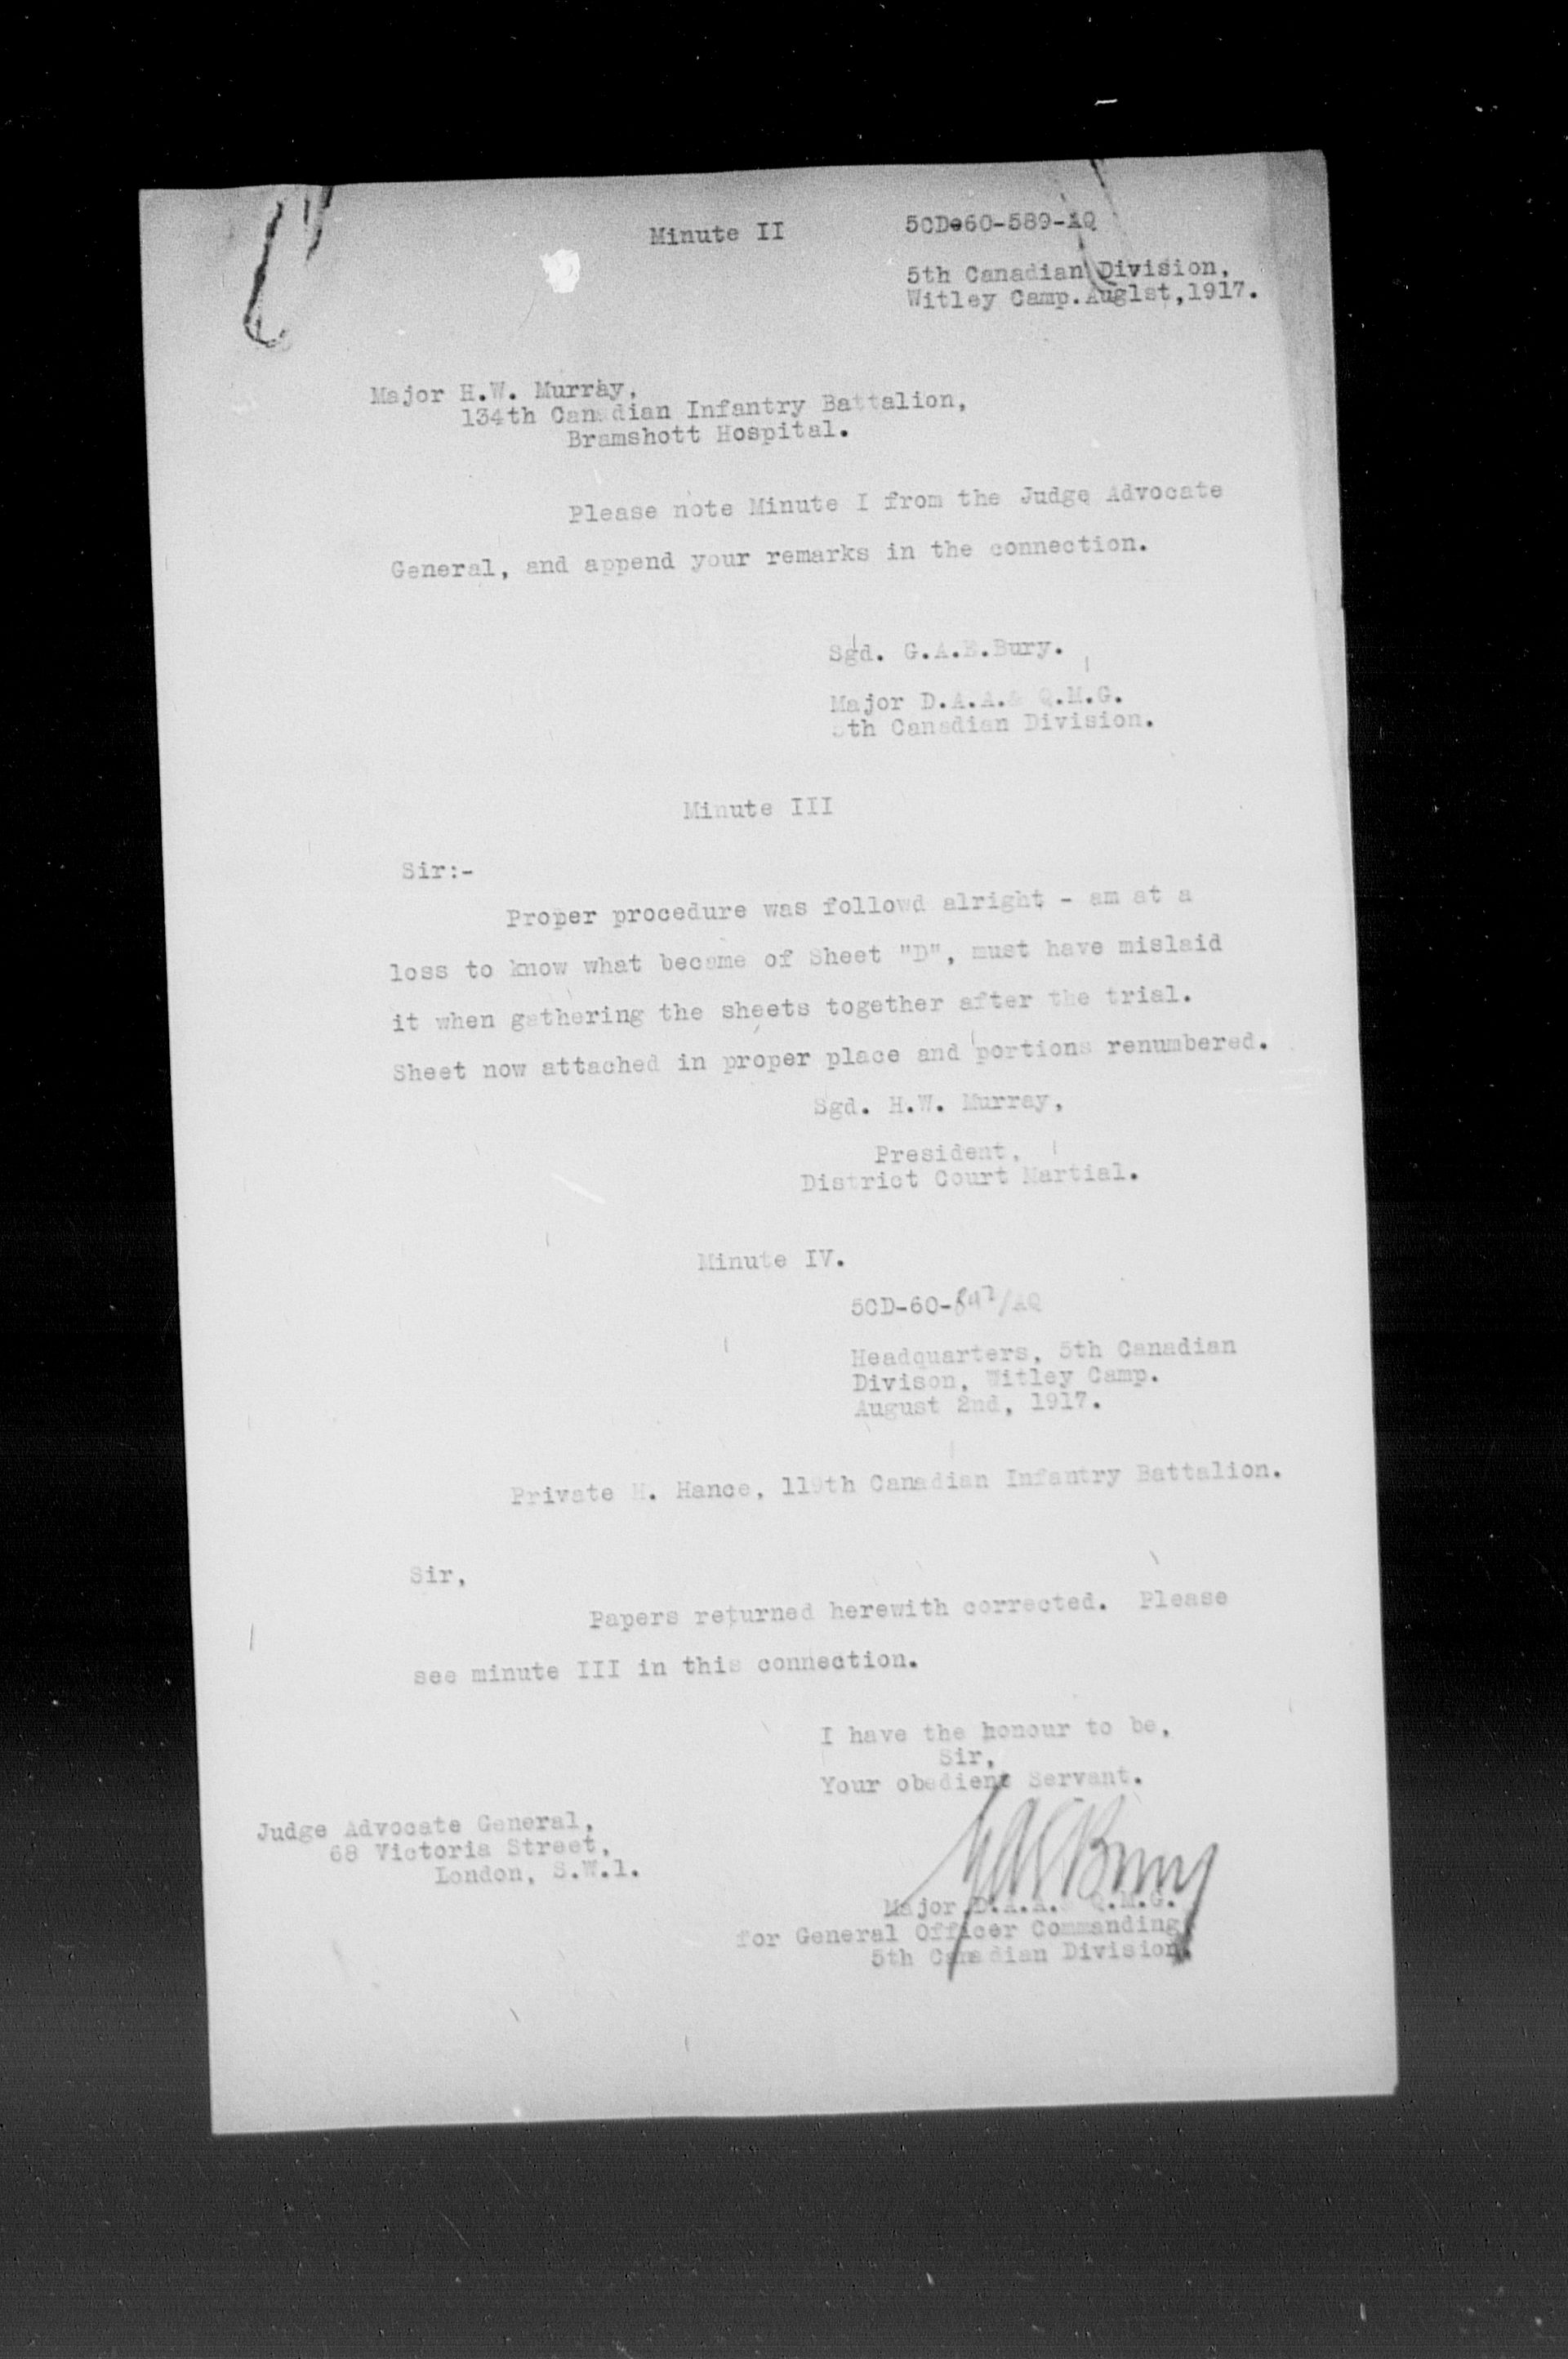 Minute II
5CD-60-589-AQ
5th Canadian Division,
Witley Camp. Aug1st,1917.
Major H.W. Murray,
134th Canadian Infantry Battalion,
Bramshott Hospital.
Please note Minute I from the Judge Advocate
General, and append your remarks in the connection.
Sgd. G.A.E.Bury.
Major D.A.A.& Q.M.G.
5th Canadian Division.
Minute III
Sir:-
Proper procedure was followd alright - am at a
loss to know what became of Sheet "D", must have mislaid
it when gathering the sheets together after the trial.
Sheet now attached in proper place and portions renumbered.
Sgd. H.W. Murray,
President,
District Court Martial.
Minute IV.
5CD-60-/AQ
Headquarters, 5th Canadian
Divison, Witley Camp.
August 2nd, 1917.
Private H. Hance, 119th Canadian Infantry Battalion.
Sir,
Papers returned herewith corrected. Please
see minute III in this connection.
I have the honour to be,
Sir,
Your obedient Servant.
GAEBury
Judge Advocate General,
68 Victoria Street,
London, S.W.1.
Major D.A.A.& Q.M.G.
for General Officer Commanding
5th Canadian Division.